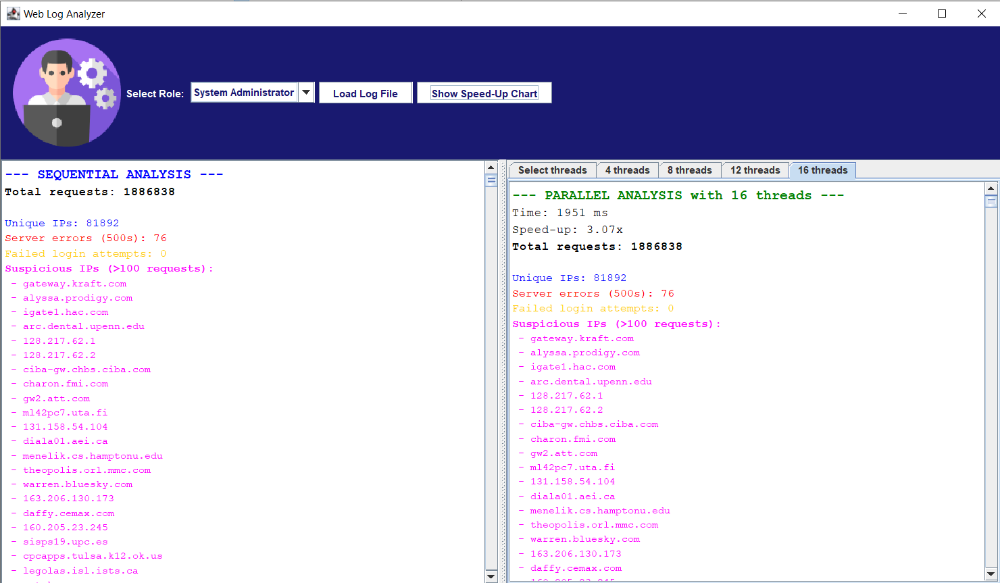 Web Log Analyzer
Select Role:
System Administrator
Load Log File
Show Speed-Up Chart
--- SEQUENTIAL ANALYSIS ---
Total requests: 1886838
Unique IPs: 81892
Server errors (500s): 76
Failed login attempts: 0
Suspicious IPs (>100 requests):
- gateway.kraft.com
- alyssa.prodigy.com
- igate1.hac.com
- arc.dental.upenn.edu
- 128.217.62.1
- 128.217.62.2
- ciba-gw.chbs.ciba.com
- charon.fmi.com
- gw2.att.com
- ml42pc7.uta.fi
- 131.158.54.104
- diala01.aei.ca
- menelik.cs.hamptonu.edu
- theopolis.orl.mmc.com
- warren.bluesky.com
- 163.206.130.173
- daffy.cemax.com
- 160.205.23.245
- sisps19.upc.es
- cpcapps.tulsa.k12.ok.us
- legolas.isl.ists.ca
Select threads
4 threads
8 threads
12 threads
16 threads
--- PARALLEL ANALYSIS with 16 threads ---
Time: 1951 ms
Speed-up: 3.07x
Total requests: 1886838
Unique IPs: 81892
Server errors (500s): 76
Failed login attempts: 0
Suspicious IPs (>100 requests):
- gateway.kraft.com
- alyssa.prodigy.com
- igate1.hac.com
- arc.dental.upenn.edu
- 128.217.62.1
- 128.217.62.2
- ciba-gw.chbs.ciba.com
- charon.fmi.com
- gw2.att.com
- ml42pc7.uta.fi
- 131.158.54.104
- diala01.aei.ca
- menelik.cs.hamptonu.edu
- theopolis.orl.mmc.com
- warren.bluesky.com
- 163.206.130.173
- daffy.cemax.com